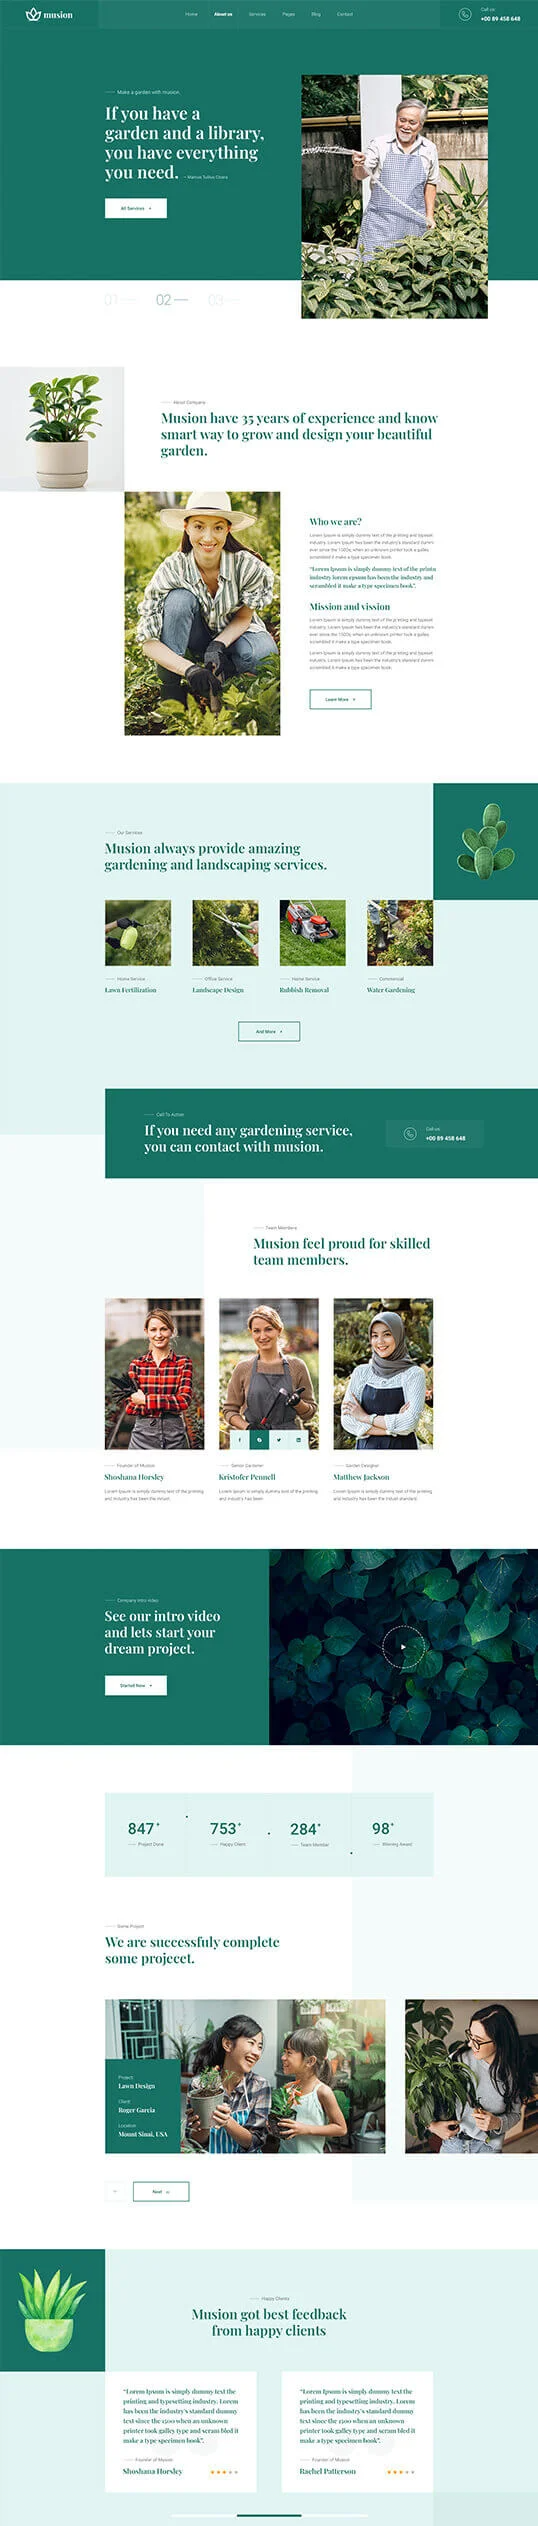 musion
Home About us Services Pages Blog Contact
Call us:
+00 89 458 648
Make a garden with musion.
If you have a
garden and a library,
you have everything
you need. – Marcus Tullius Cicero
All Services
01 02 03
About Company
Musion have 35 years of experience and know
smart way to grow and design your beautiful
garden.
Who we are?
Lorem Ipsum is simply dummy text of the printing and typeset
industry. Lorem Ipsum has been the industry's standard dumm
ever since the 1500s, when an unknown printer took a galley
scrambled it make a type specimen book.
“Lorem Ipsum is simply dummy text of the printn
industry lorem epsum has been the industry and
scrambled it make a type specimen book”.
Mission and vission
Lorem Ipsum is simply dummy text of the printing and typeset
industry. Lorem Ipsum has been the industry's standard dumm
ever since the 1500s, when an unknown printer took a galley
Lorem Ipsum is simply dummy text of the printing and typeset
industry. Lorem Ipsum has been the industry's standard dumm
scrambled it make a type specimen book.
Learn More
Our Services
Musion always provide amazing
gardening and landscaping services.
Home Service
Lawn Fertilization
Office Service
Landscape Design
Home Service
Rubbish Removal
Commercial
Water Gardening
And More
Call To Action
If you need any gardening service,
you can contact with musion.
Call us:
+00 89 458 648
Team Members
Musion feel proud for skilled
team members.
Founder of Musion
Shoshana Horsley
Lorem Ipsum is simply dummy text of the printing
and industry has been the industr
Senior Gardener
Kristofer Pennell
Lorem Ipsum is simply dummy text of the printing
and industry has been
Garden Designer
Matthew Jackson
Lorem Ipsum is simply dummy text of the printing
and industry has been the industr standard
Company Intro video
See our intro video
and lets start your
dream project.
Started Now
847+
Project Done
753+
Happy Client
284+
Team Member
98+
Winning Award
Some Project
We are successfuly complete
some projecet.
Project:
Lawn Design
Client:
Roger Garcia
Location:
Mount Sinai, USA
Next
Happy Clients
Musion got best feedback
from happy clients
“Lorem Ipsum is simply dummy text the
printing and typesetting industry. Lorem
has been the industry's standard dummy
text since the 1500 when an unknown
printer took galley type and scram bled it
make a type specimen book”.
Founder of Musion
Shoshana Horsley
“Lorem Ipsum is simply dummy text the
printing and typesetting industry. Lorem
has been the industry's standard dummy
text since the 1500 when an unknown
printer took galley type and scram bled it
make a type specimen book”.
Founder of Musion
Rachel Patterson